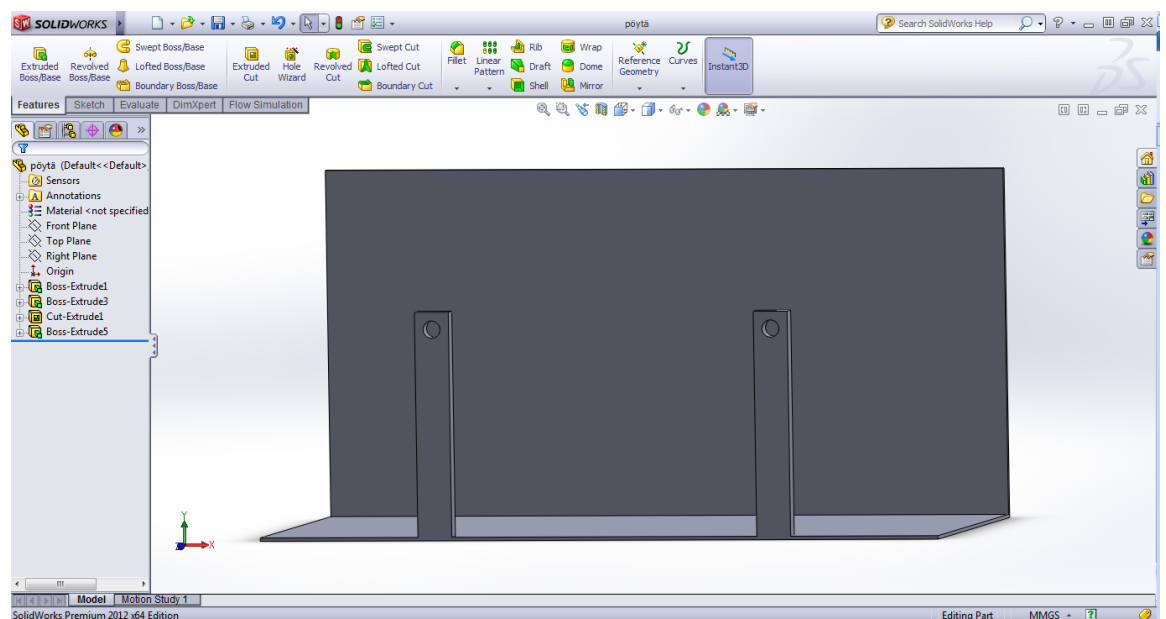 SW SOLIDWORKS
pöytä
Search SolidWorks Help
Extruded Boss/Base
Revolved Boss/Base
Swept Boss/Base
Lofted Boss/Base
Boundary Boss/Base
Extruded Cut
Hole Wizard
Revolved Cut
Swept Cut
Lofted Cut
Boundary Cut
Fillet
Linear Pattern
Rib
Draft
Shell
Wrap
Dome
Mirror
Reference Geometry
Curves
Instant3D
Features Sketch Evaluate DimXpert Flow Simulation
pöytä (Default<<Default>
Sensors
A Annotations
Material <not specified
Front Plane
Top Plane
Right Plane
Origin
Boss-Extrude1
Boss-Extrude3
Cut-Extrude1
Boss-Extrude5
Y
X
Model Motion Study 1
SolidWorks Premium 2012 x64 Edition
Editing Part MMGS